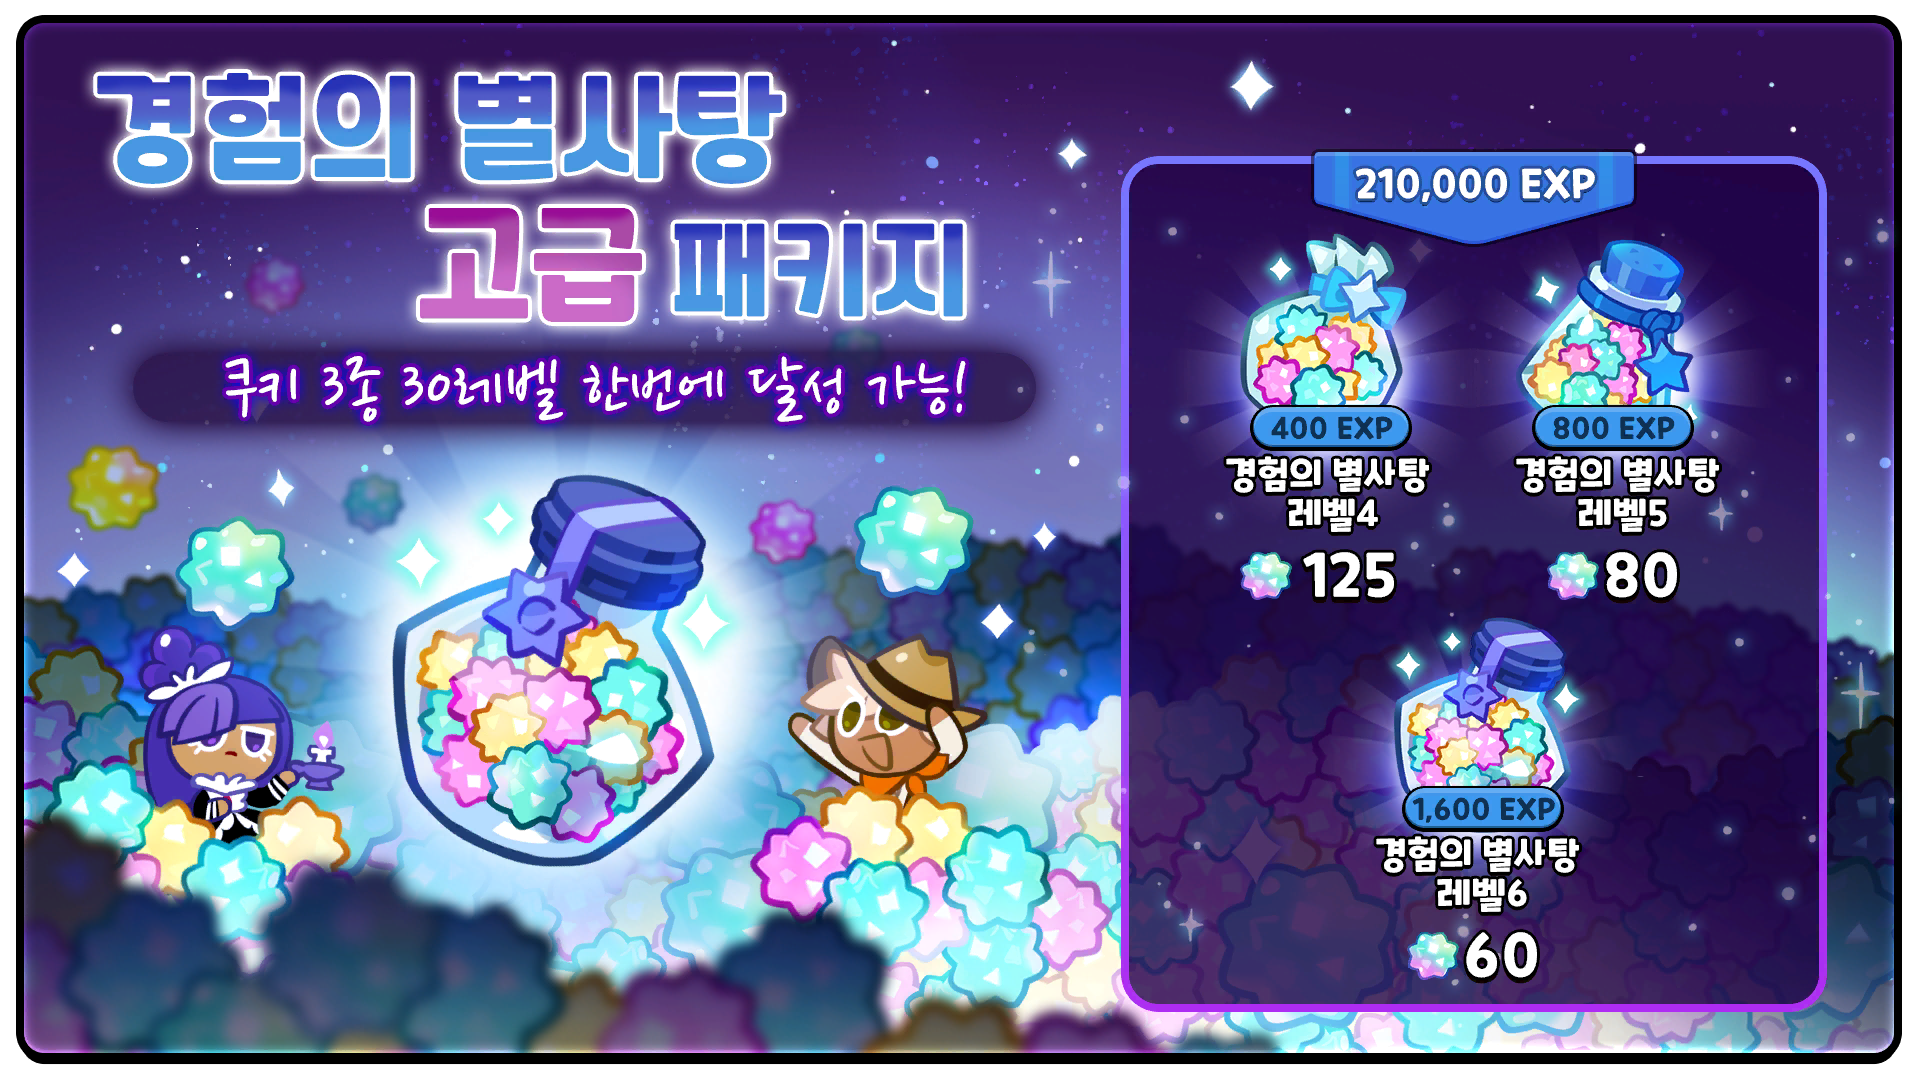 경험의 별사탕
고급 패키지
쿠키 3종 30레벨 한번에 달성 가능!
210,000 EXP
400 EXP
경험의 별사탕
레벨4
125
800 EXP
경험의 별사탕
레벨5
80
1,600 EXP
경험의 별사탕
레벨6
60